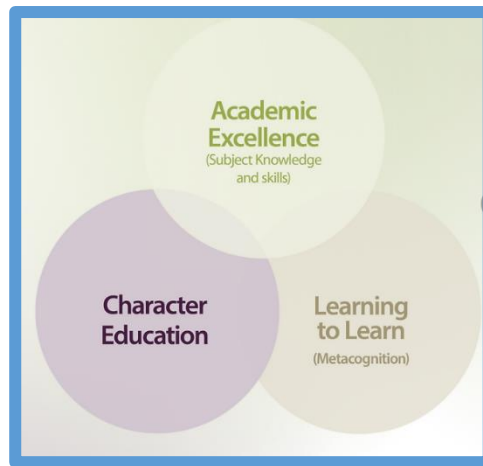 Academic
Excellence
(Subject Knowledge
and skills)
Character
Education
Learning
to Learn
(Metacognition)